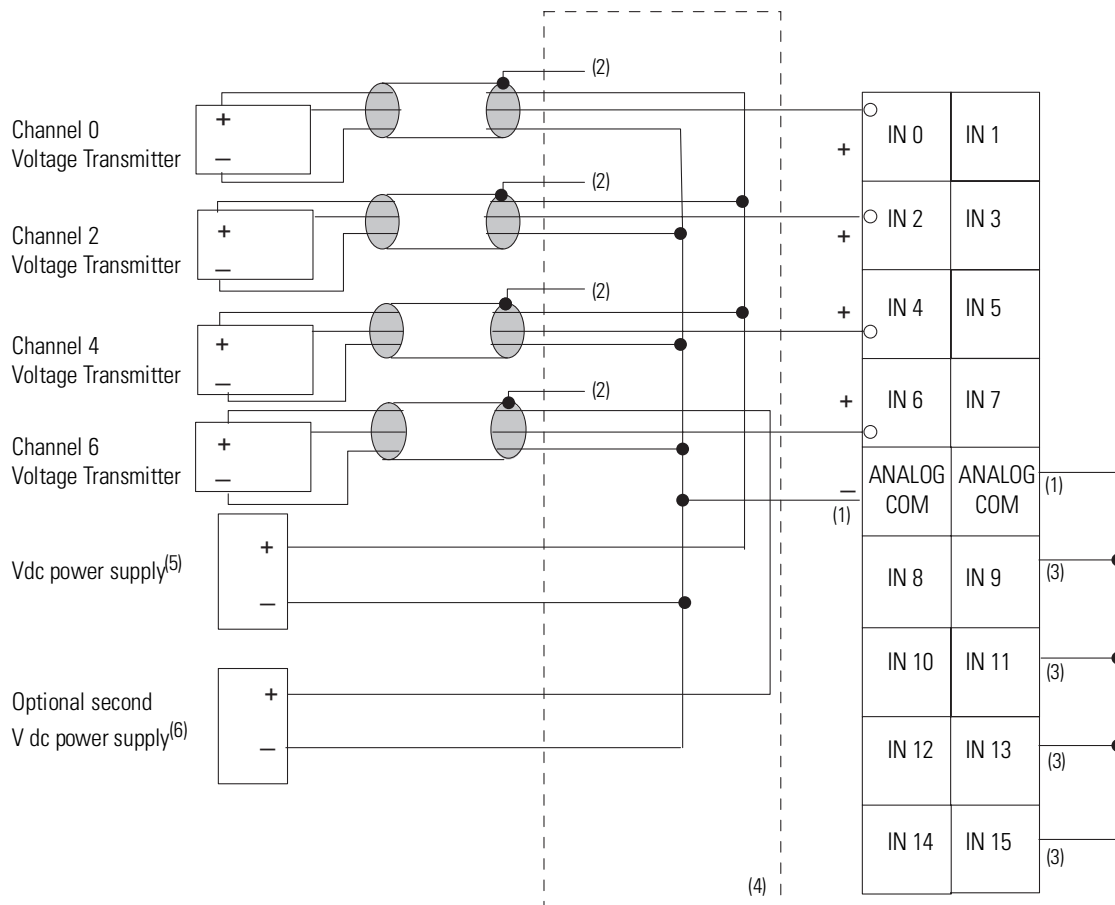 (2)
Channel 0
Voltage Transmitter
+
–
+
IN 0
IN 1
(2)
Channel 2
Voltage Transmitter
+
–
+
IN 2
IN 3
(2)
Channel 4
Voltage Transmitter
+
–
+
IN 4
IN 5
(2)
Channel 6
Voltage Transmitter
+
–
+
IN 6
IN 7
–
(1)
ANALOG
COM
ANALOG
COM
(1)
Vdc power supply(5)
+
–
IN 8
IN 9
(3)
IN 10
IN 11
(3)
Optional second
V dc power supply(6)
+
–
IN 12
IN 13
(3)
IN 14
IN 15
(3)
(4)